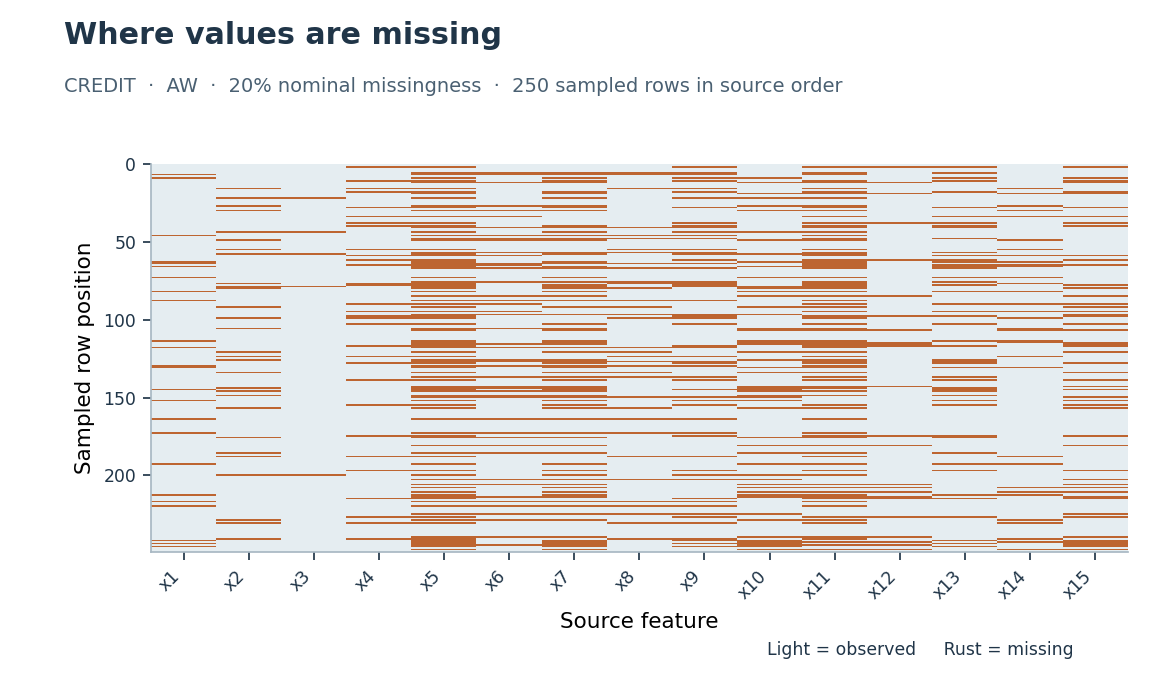 Where values are missing
CREDIT · AW · 20% nominal missingness · 250 sampled rows in source order
Sampled row position
0
50
100
150
200
x1 x2 x3 x4 x5 x6 x7 x8 x9 x10 x11 x12 x13 x14 x15
Source feature
Light = observed Rust = missing